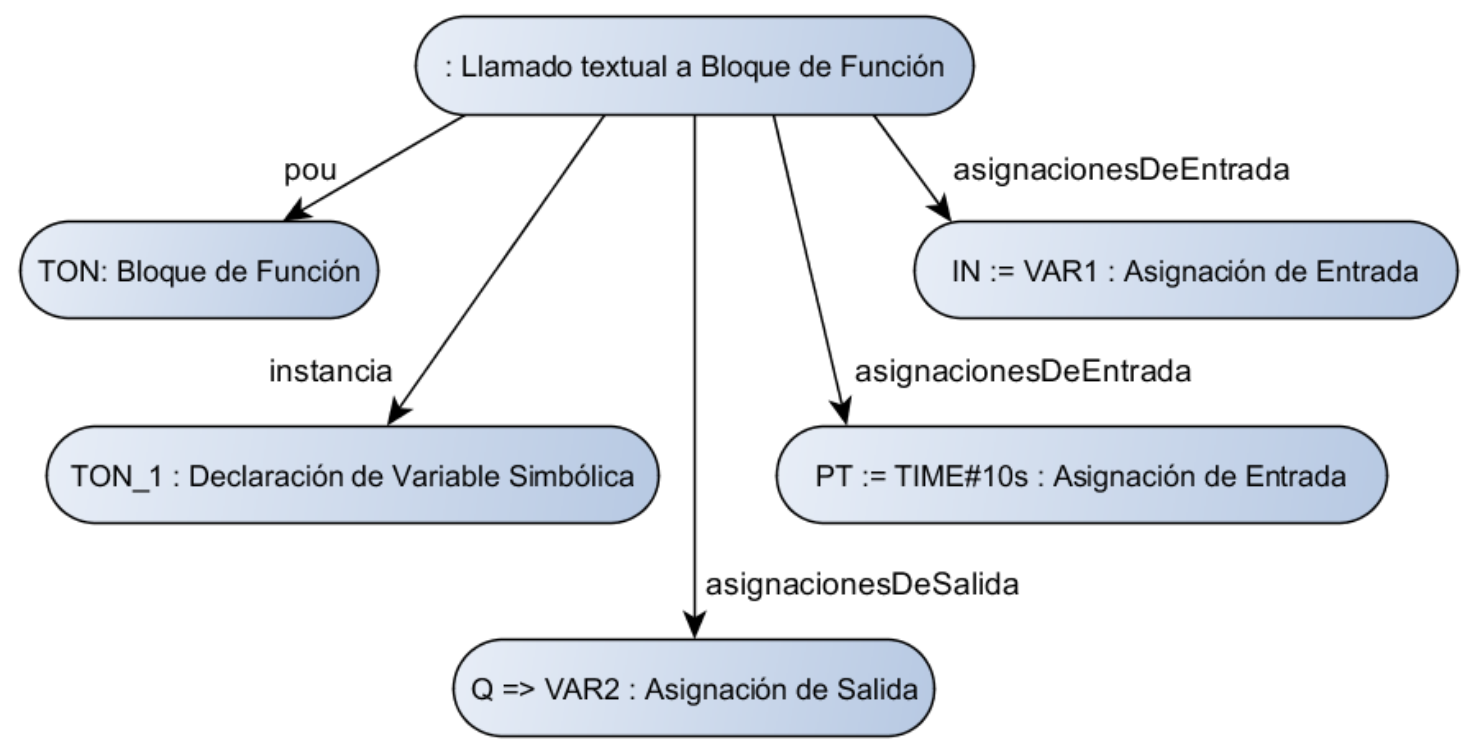 : Llamado textual a Bloque de Función
pou
asignacionesDeEntrada
TON: Bloque de Función
IN := VAR1 : Asignación de Entrada
instancia
asignacionesDeEntrada
TON_1 : Declaración de Variable Simbólica
PT := TIME#10s : Asignación de Entrada
asignacionesDeSalida
Q => VAR2 : Asignación de Salida